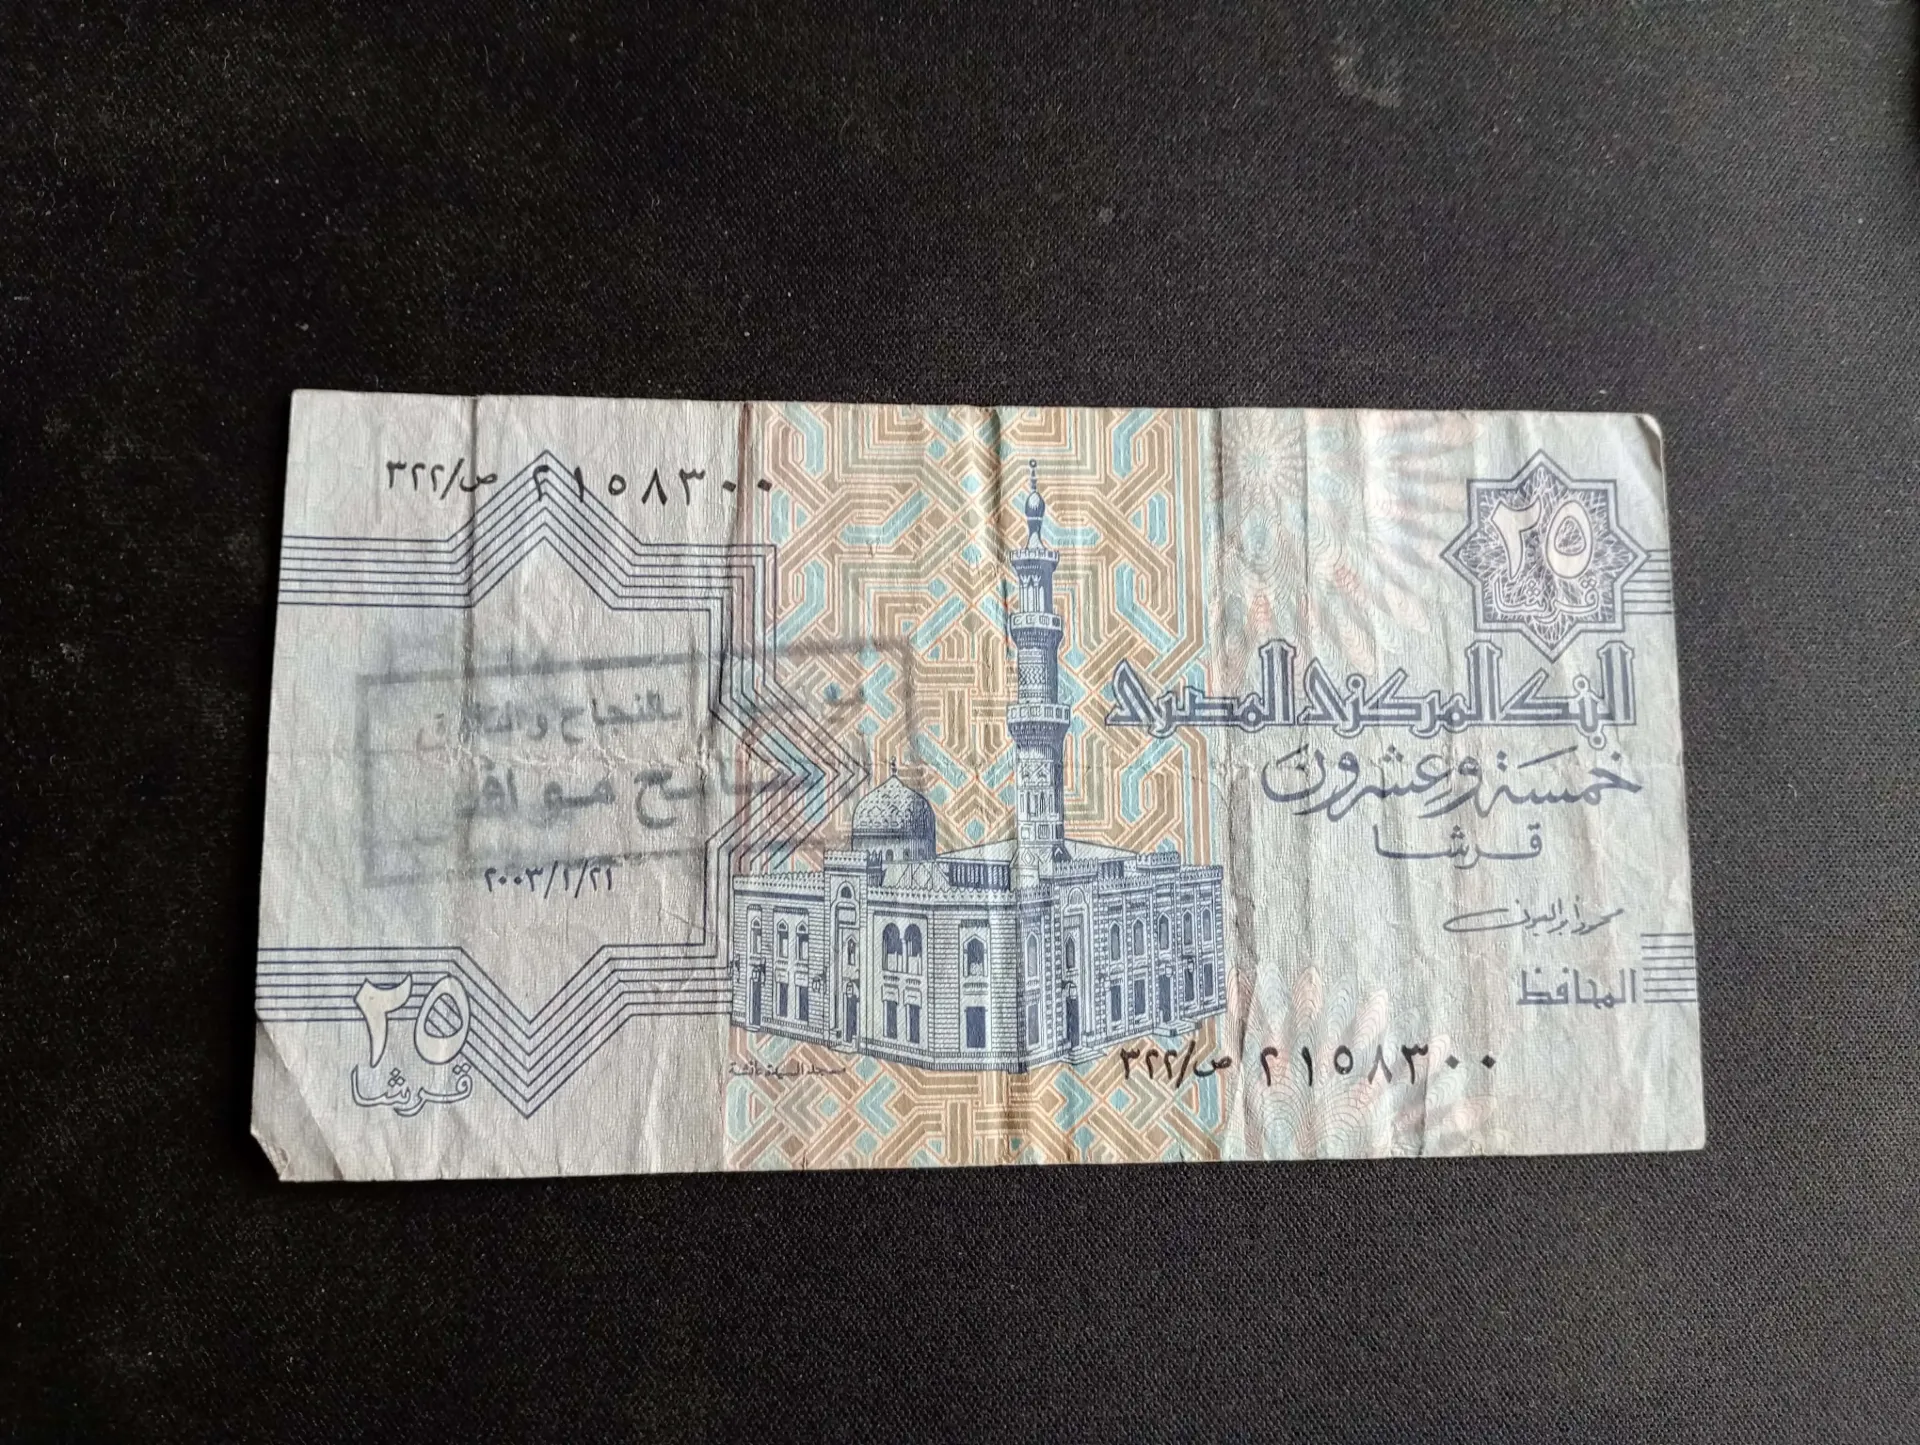 ٣٢٢/ص ٢١٥٨٣٠٠
٢٥
قرشا
البنك المركزى المصرى
خمسة وعشرون
قرشا
بالنجاح
٢٠٠٣/١/٢١
المحافظ
٢٥
قرشا
مسجد السيدة عائشة
٣٢٢/ص ٢١٥٨٣٠٠